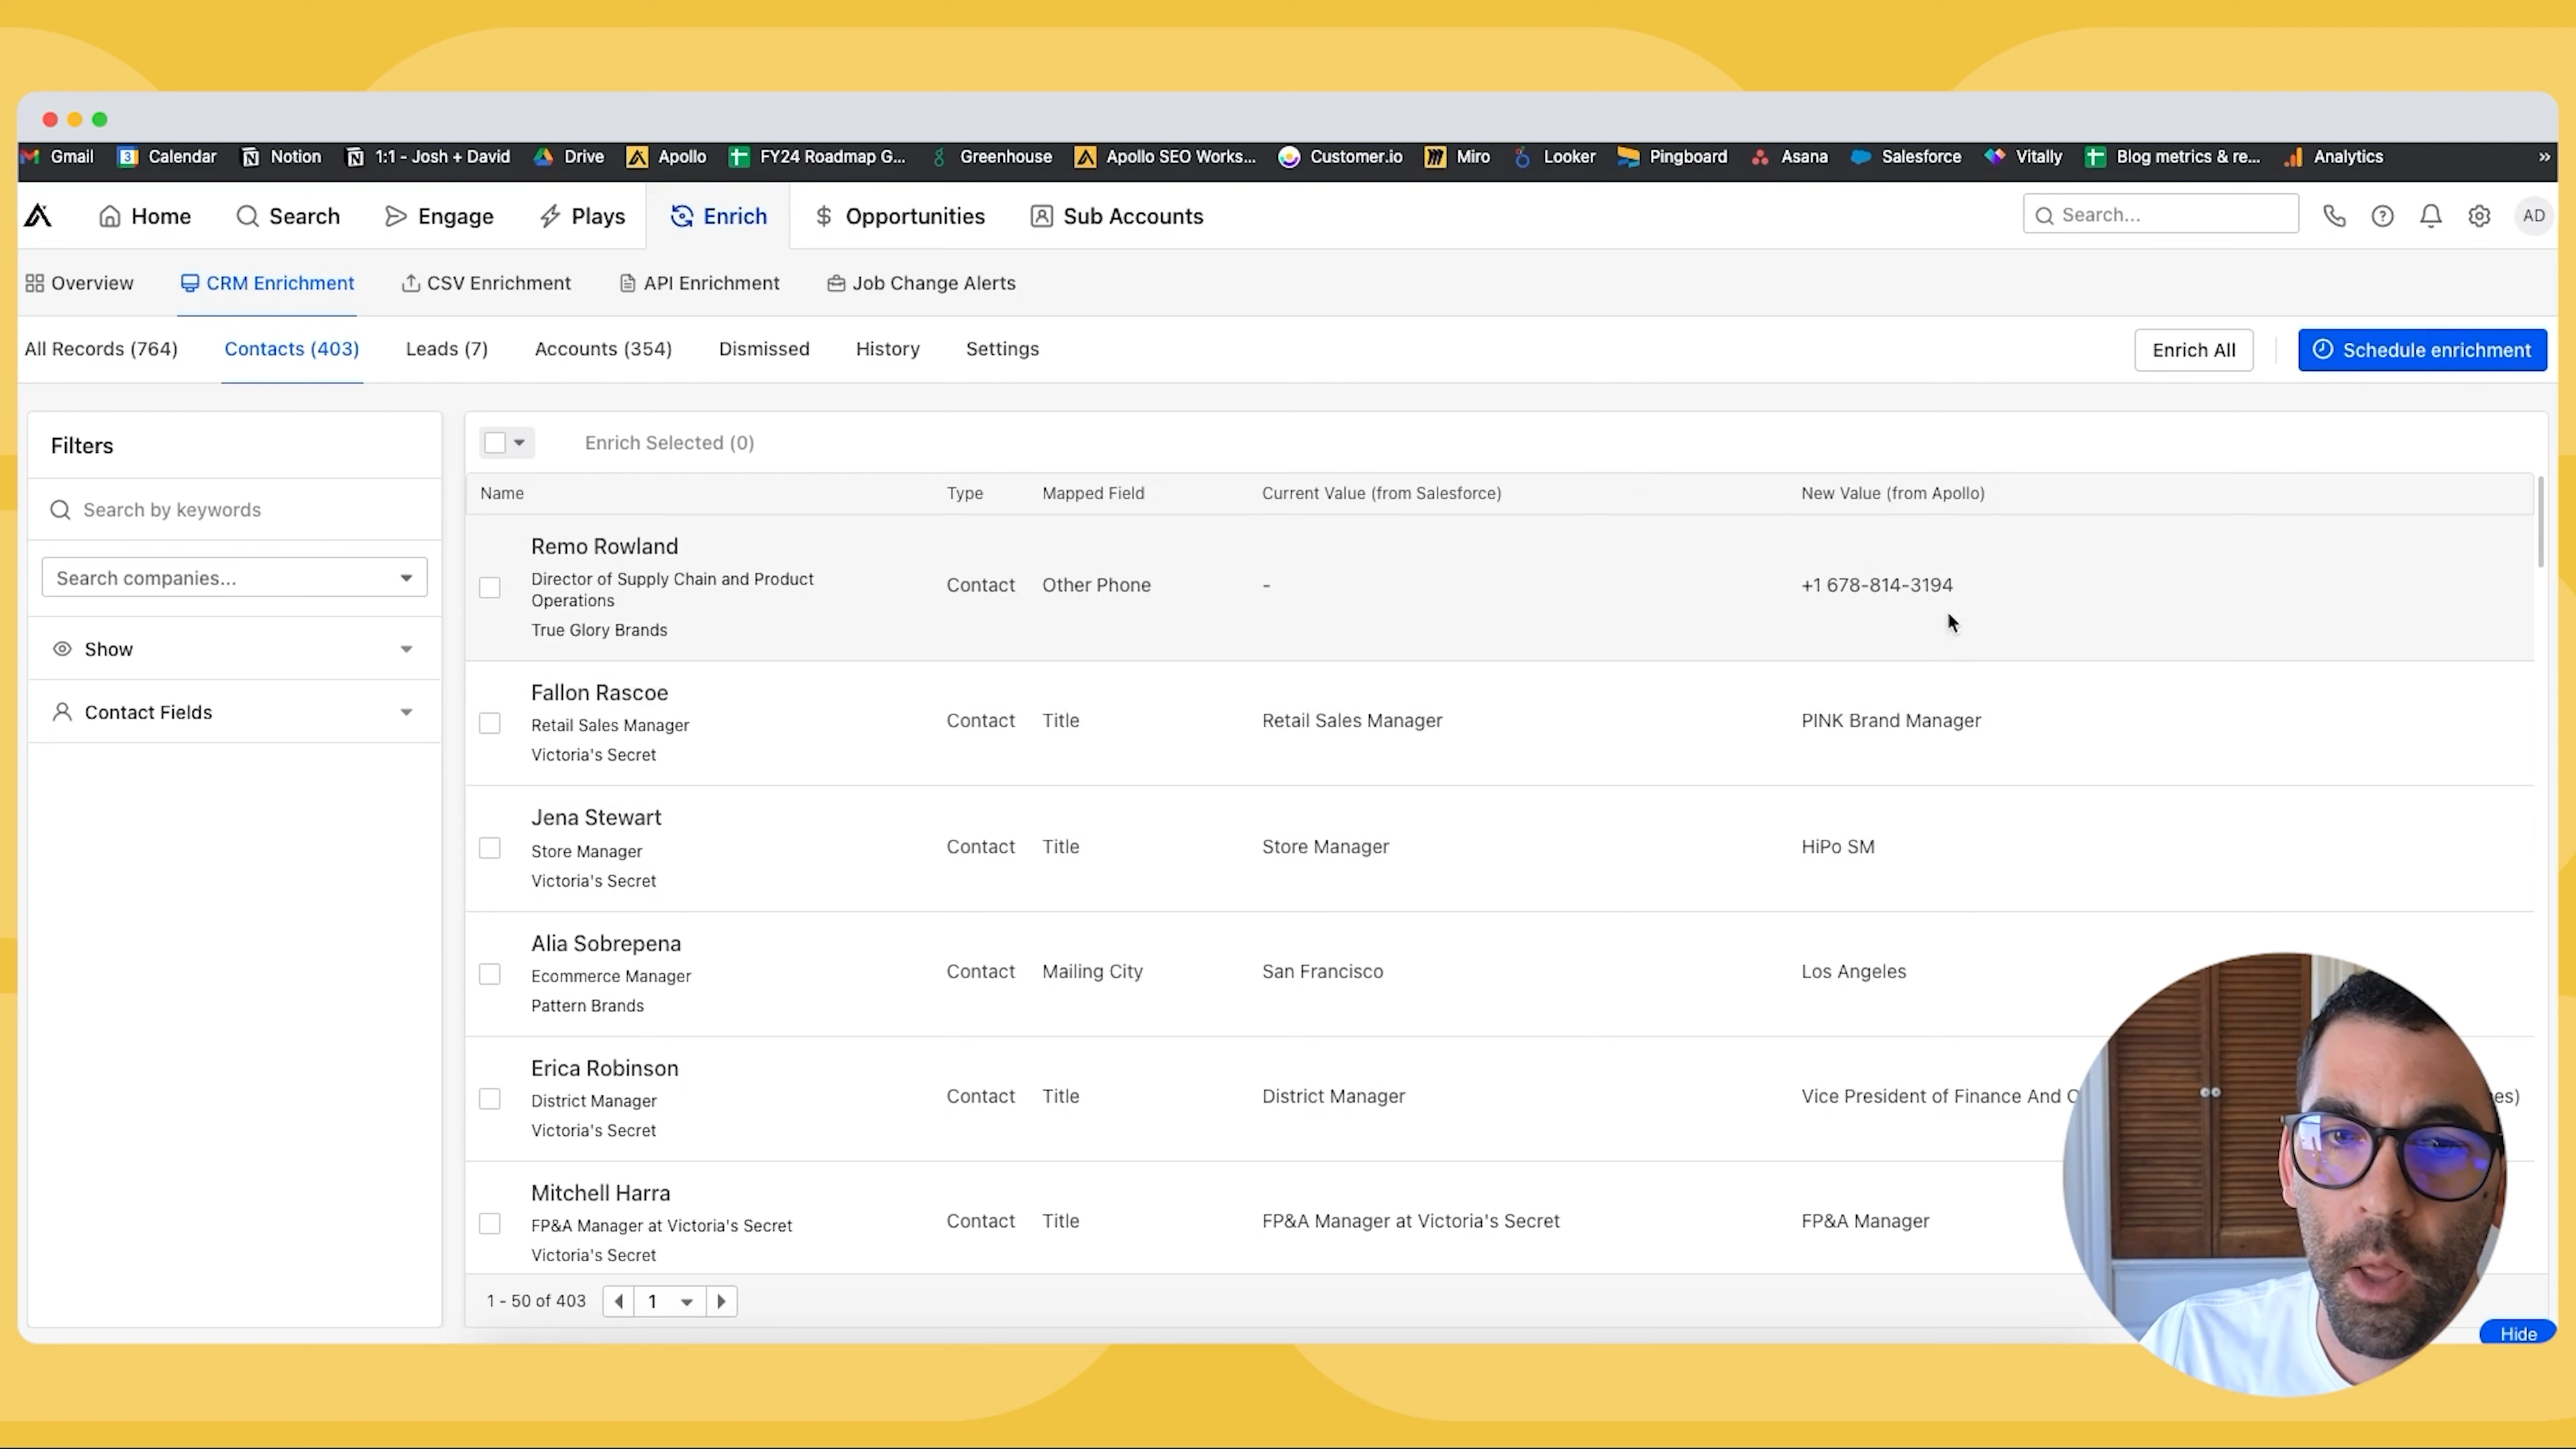 Gmail Calendar Notion 1:1 - Josh + David Drive Apollo FY24 Roadmap G... Greenhouse Apollo SEO Works... Customer.io Miro Looker Pingboard Asana Salesforce Vitally Blog metrics & re... Analytics »
Home Search Engage Plays Enrich $ Opportunities Sub Accounts Search... AD
Overview CRM Enrichment CSV Enrichment API Enrichment Job Change Alerts
All Records (764) Contacts (403) Leads (7) Accounts (354) Dismissed History Settings Enrich All Schedule enrichment
Filters
Search by keywords
Search companies...
Show
Contact Fields
Enrich Selected (0)
Name Type Mapped Field Current Value (from Salesforce) New Value (from Apollo)
Remo Rowland
Director of Supply Chain and Product
Operations
True Glory Brands
Contact Other Phone - +1 678-814-3194
Fallon Rascoe
Retail Sales Manager
Victoria's Secret
Contact Title Retail Sales Manager PINK Brand Manager
Jena Stewart
Store Manager
Victoria's Secret
Contact Title Store Manager HiPo SM
Alia Sobrepena
Ecommerce Manager
Pattern Brands
Contact Mailing City San Francisco Los Angeles
Erica Robinson
District Manager
Victoria's Secret
Contact Title District Manager Vice President of Finance And
Mitchell Harra
FP&A Manager at Victoria's Secret
Victoria's Secret
Contact Title FP&A Manager at Victoria's Secret FP&A Manager
1 - 50 of 403 1
Hide